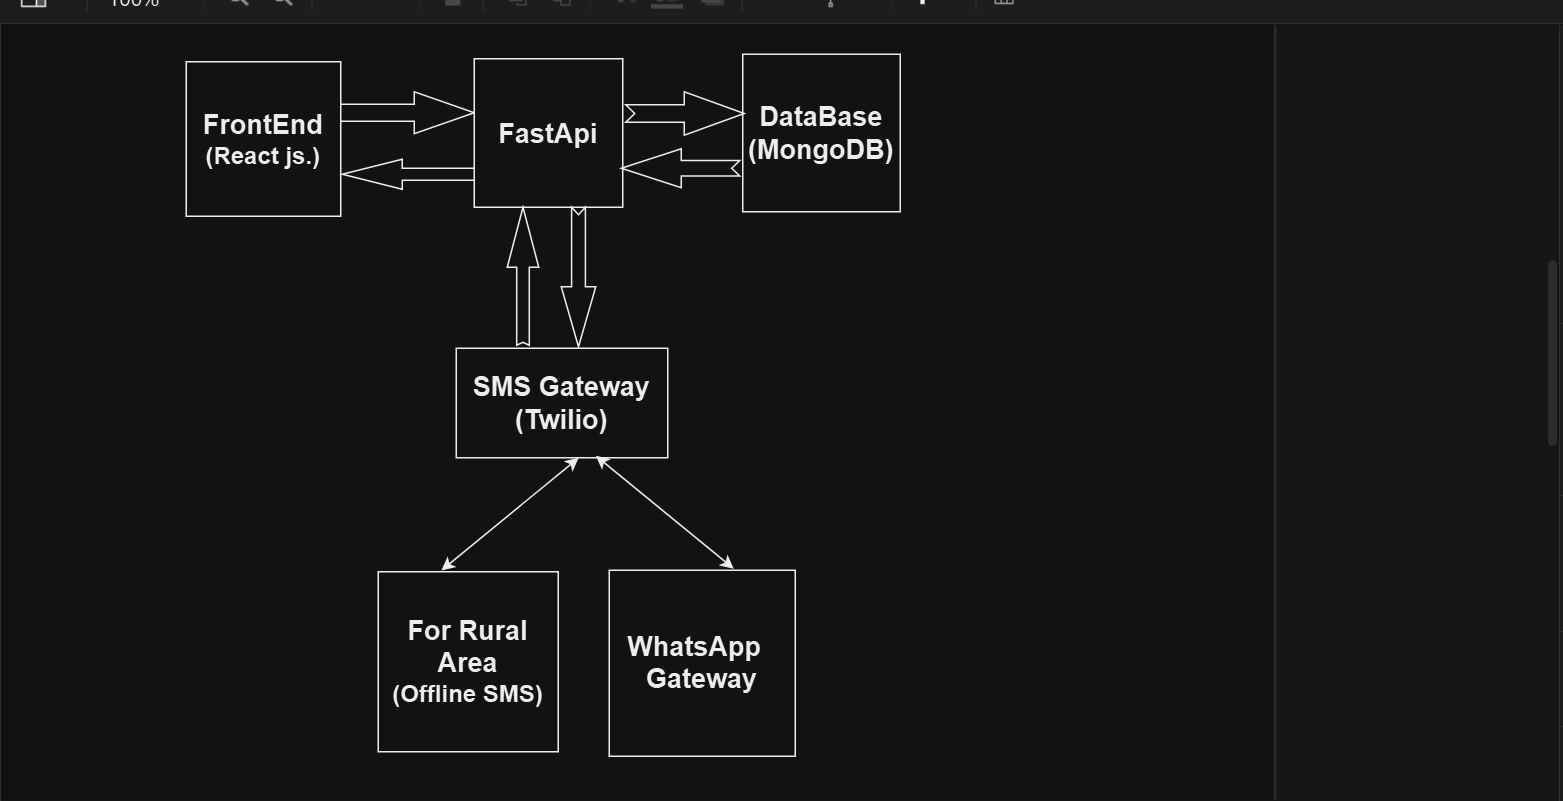 100%
FrontEnd
(React js.)
FastApi
DataBase
(MongoDB)
SMS Gateway
(Twilio)
For Rural
Area
(Offline SMS)
WhatsApp
Gateway